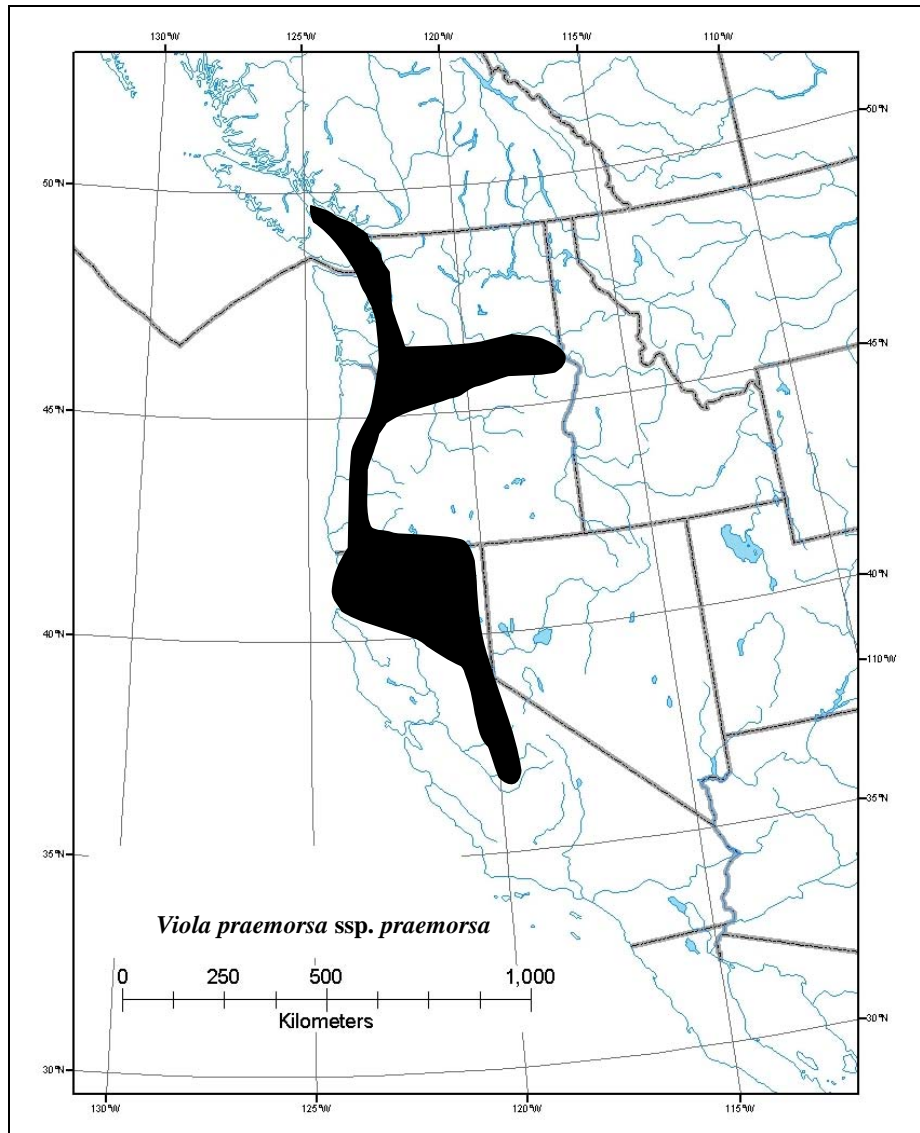 130°W 125°W 120°W 115°W 110°W
50°N
50°N
45°N
45°N
40°N
40°N
110°W
35°N
35°N
Viola praemorsa ssp. praemorsa
0 250 500 1,000
Kilometers
30°N
30°N
130°W 125°W 120°W 115°W